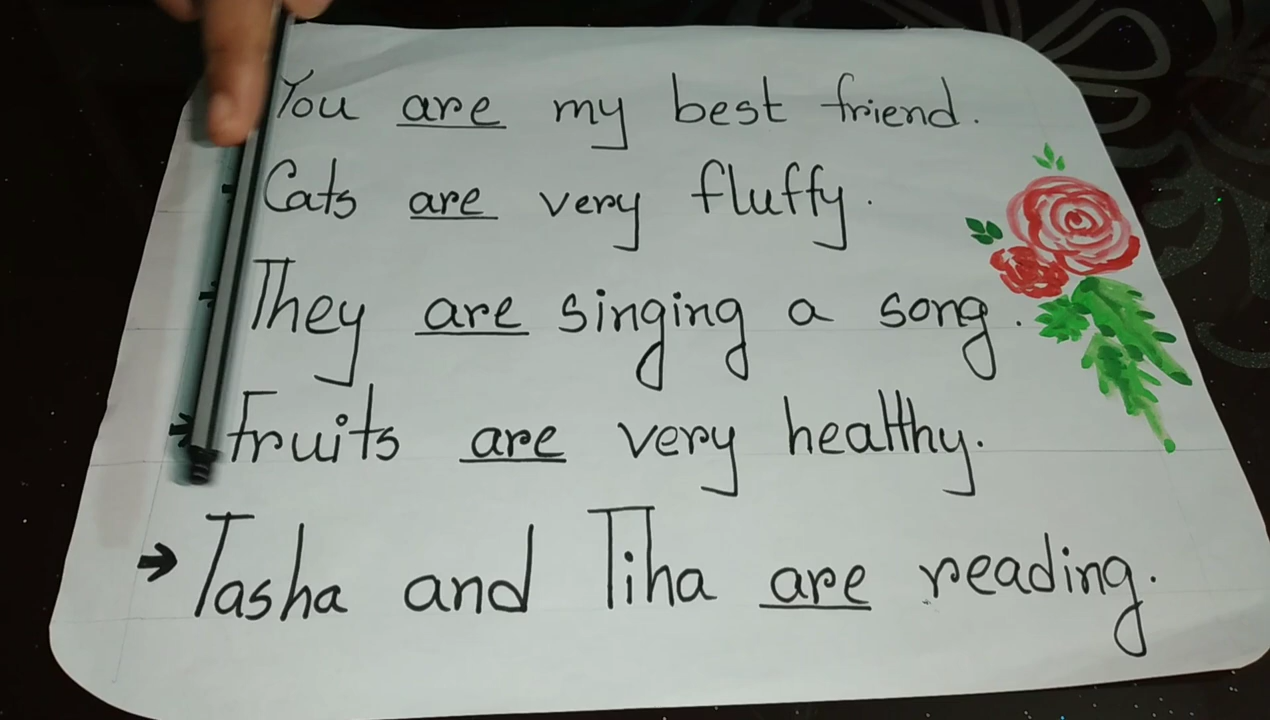 You are my best friend.
Cats are very fluffy.
They are singing a song.
Fruits are very healthy.
→ Tasha and Tiha are reading.